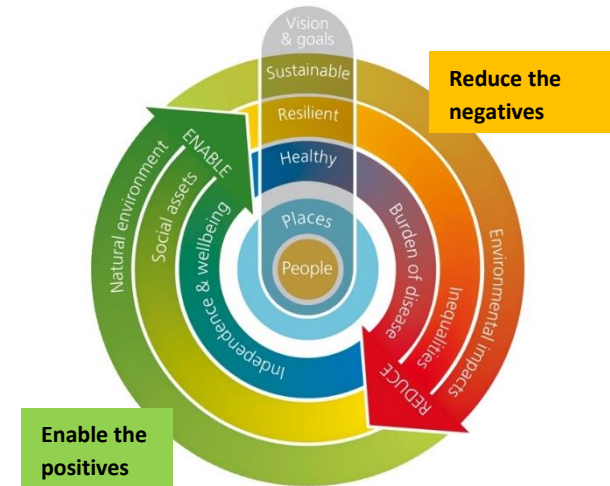 Vision
& goals
Sustainable
Resilient
Healthy
Places
People
Reduce the
negatives
ENABLE
Natural environment
Social assets
Independence & wellbeing
Burden of disease
Inequalities
Environmental impacts
REDUCE
Enable the
positives